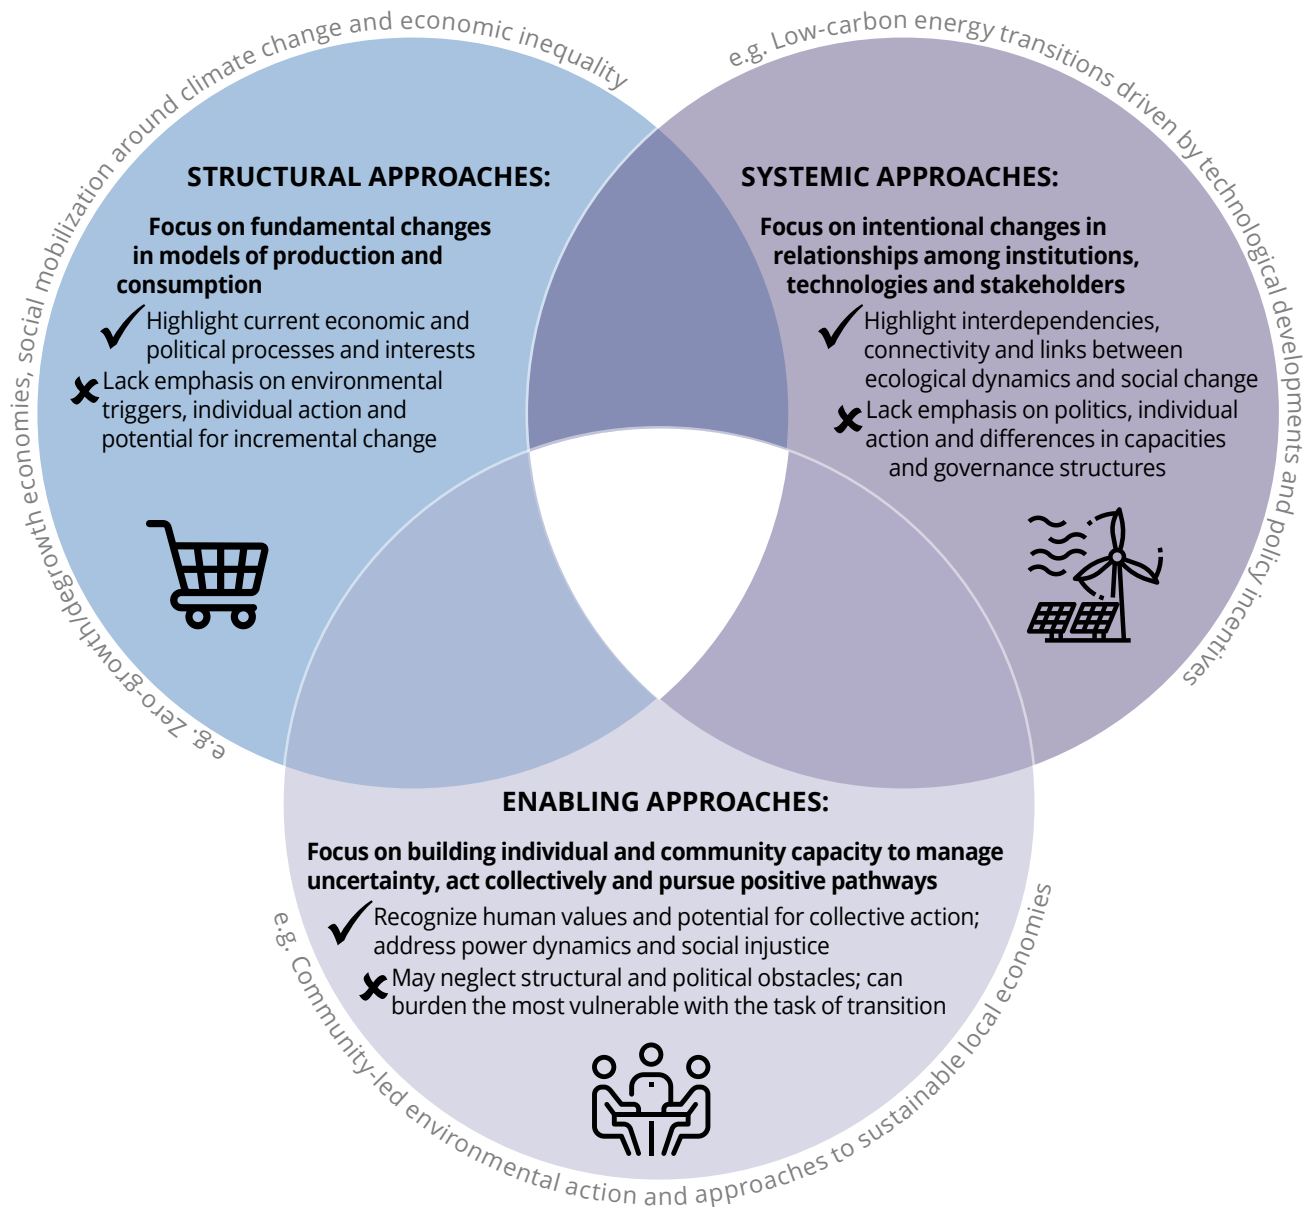 e.g. Zero-growth/degrowth economies, social mobilization around climate change and economic inequality
STRUCTURAL APPROACHES:
Focus on fundamental changes
in models of production and
consumption
Highlight current economic and
political processes and interests
Lack emphasis on environmental
triggers, individual action and
potential for incremental change
e.g. Low-carbon energy transitions driven by technological developments and policy incentives
SYSTEMIC APPROACHES:
Focus on intentional changes in
relationships among institutions,
technologies and stakeholders
Highlight interdependencies,
connectivity and links between
ecological dynamics and social change
Lack emphasis on politics, individual
action and differences in capacities
and governance structures
ENABLING APPROACHES:
Focus on building individual and community capacity to manage
uncertainty, act collectively and pursue positive pathways
Recognize human values and potential for collective action;
address power dynamics and social injustice
May neglect structural and political obstacles; can
burden the most vulnerable with the task of transition
e.g. Community-led environmental action and approaches to sustainable local economies